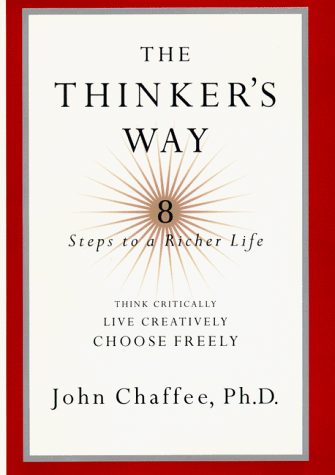 THE
THINKER'S
WAY
8
Steps to a Richer Life
THINK CRITICALLY
LIVE CREATIVELY
CHOOSE FREELY
John Chaffee, Ph.D.